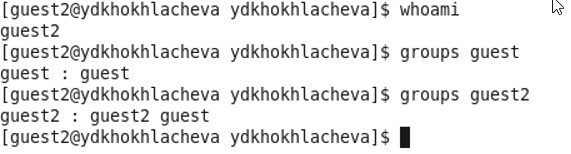 [guest2@ydkhokhlacheva ydkhokhlacheva]$ whoami
guest2
[guest2@ydkhokhlacheva ydkhokhlacheva]$ groups guest
guest : guest
[guest2@ydkhokhlacheva ydkhokhlacheva]$ groups guest2
guest2 : guest2 guest
[guest2@ydkhokhlacheva ydkhokhlacheva]$